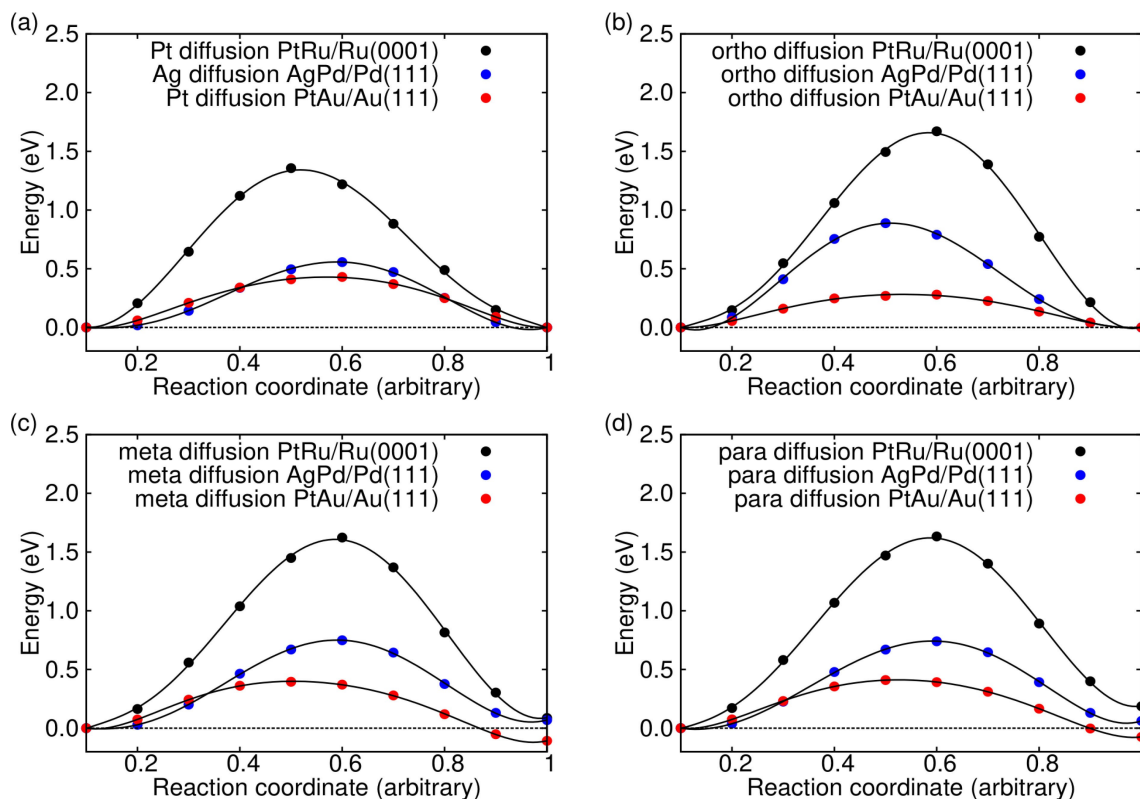 (a)
2.5
2.0
1.5
1.0
0.5
0.0
Energy (eV)
Pt diffusion PtRu/Ru(0001)
Ag diffusion AgPd/Pd(111)
Pt diffusion PtAu/Au(111)
0.2 0.4 0.6 0.8 1
Reaction coordinate (arbitrary)
(b)
2.5
2.0
1.5
1.0
0.5
0.0
Energy (eV)
ortho diffusion PtRu/Ru(0001)
ortho diffusion AgPd/Pd(111)
ortho diffusion PtAu/Au(111)
0.2 0.4 0.6 0.8
Reaction coordinate (arbitrary)
(c)
2.5
2.0
1.5
1.0
0.5
0.0
Energy (eV)
meta diffusion PtRu/Ru(0001)
meta diffusion AgPd/Pd(111)
meta diffusion PtAu/Au(111)
0.2 0.4 0.6 0.8 1
Reaction coordinate (arbitrary)
(d)
2.5
2.0
1.5
1.0
0.5
0.0
Energy (eV)
para diffusion PtRu/Ru(0001)
para diffusion AgPd/Pd(111)
para diffusion PtAu/Au(111)
0.2 0.4 0.6 0.8
Reaction coordinate (arbitrary)